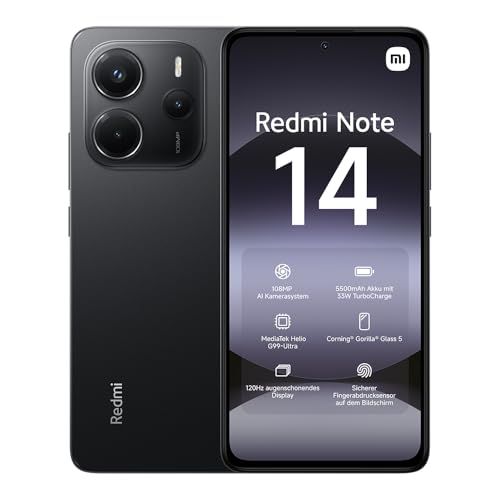 mi
Redmi Note
14
108MP
108MP
AI Kamerasystem
5500mAh Akku mit
33W TurboCharge
MediaTek Helio
G99-Ultra
Corning® Gorilla® Glass 5
120Hz augenschonendes
Display
Sicherer
Fingerabdrucksensor
auf dem Bildschirm
Redmi